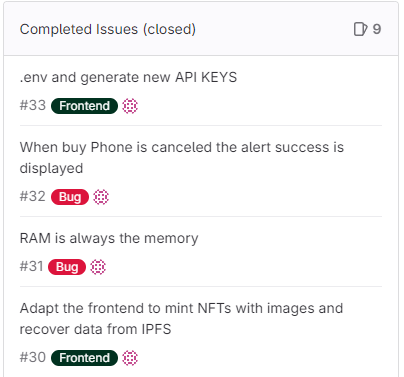 Completed Issues (closed) 9
.env and generate new API KEYS
#33 Frontend
When buy Phone is canceled the alert success is
displayed
#32 Bug
RAM is always the memory
#31 Bug
Adapt the frontend to mint NFTs with images and
recover data from IPFS
#30 Frontend